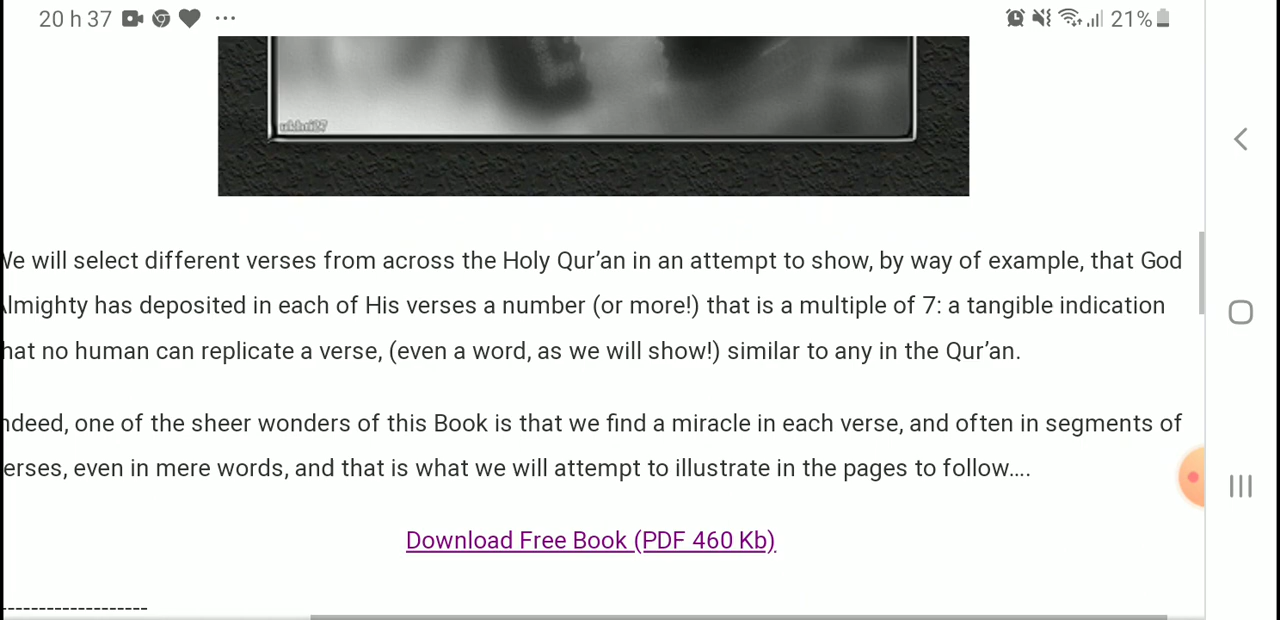 20 h 37
21%
ukhti27
We will select different verses from across the Holy Qur’an in an attempt to show, by way of example, that God
Almighty has deposited in each of His verses a number (or more!) that is a multiple of 7: a tangible indication
hat no human can replicate a verse, (even a word, as we will show!) similar to any in the Qur’an.
ndeed, one of the sheer wonders of this Book is that we find a miracle in each verse, and often in segments of
erses, even in mere words, and that is what we will attempt to illustrate in the pages to follow....
Download Free Book (PDF 460 Kb)
-------------------